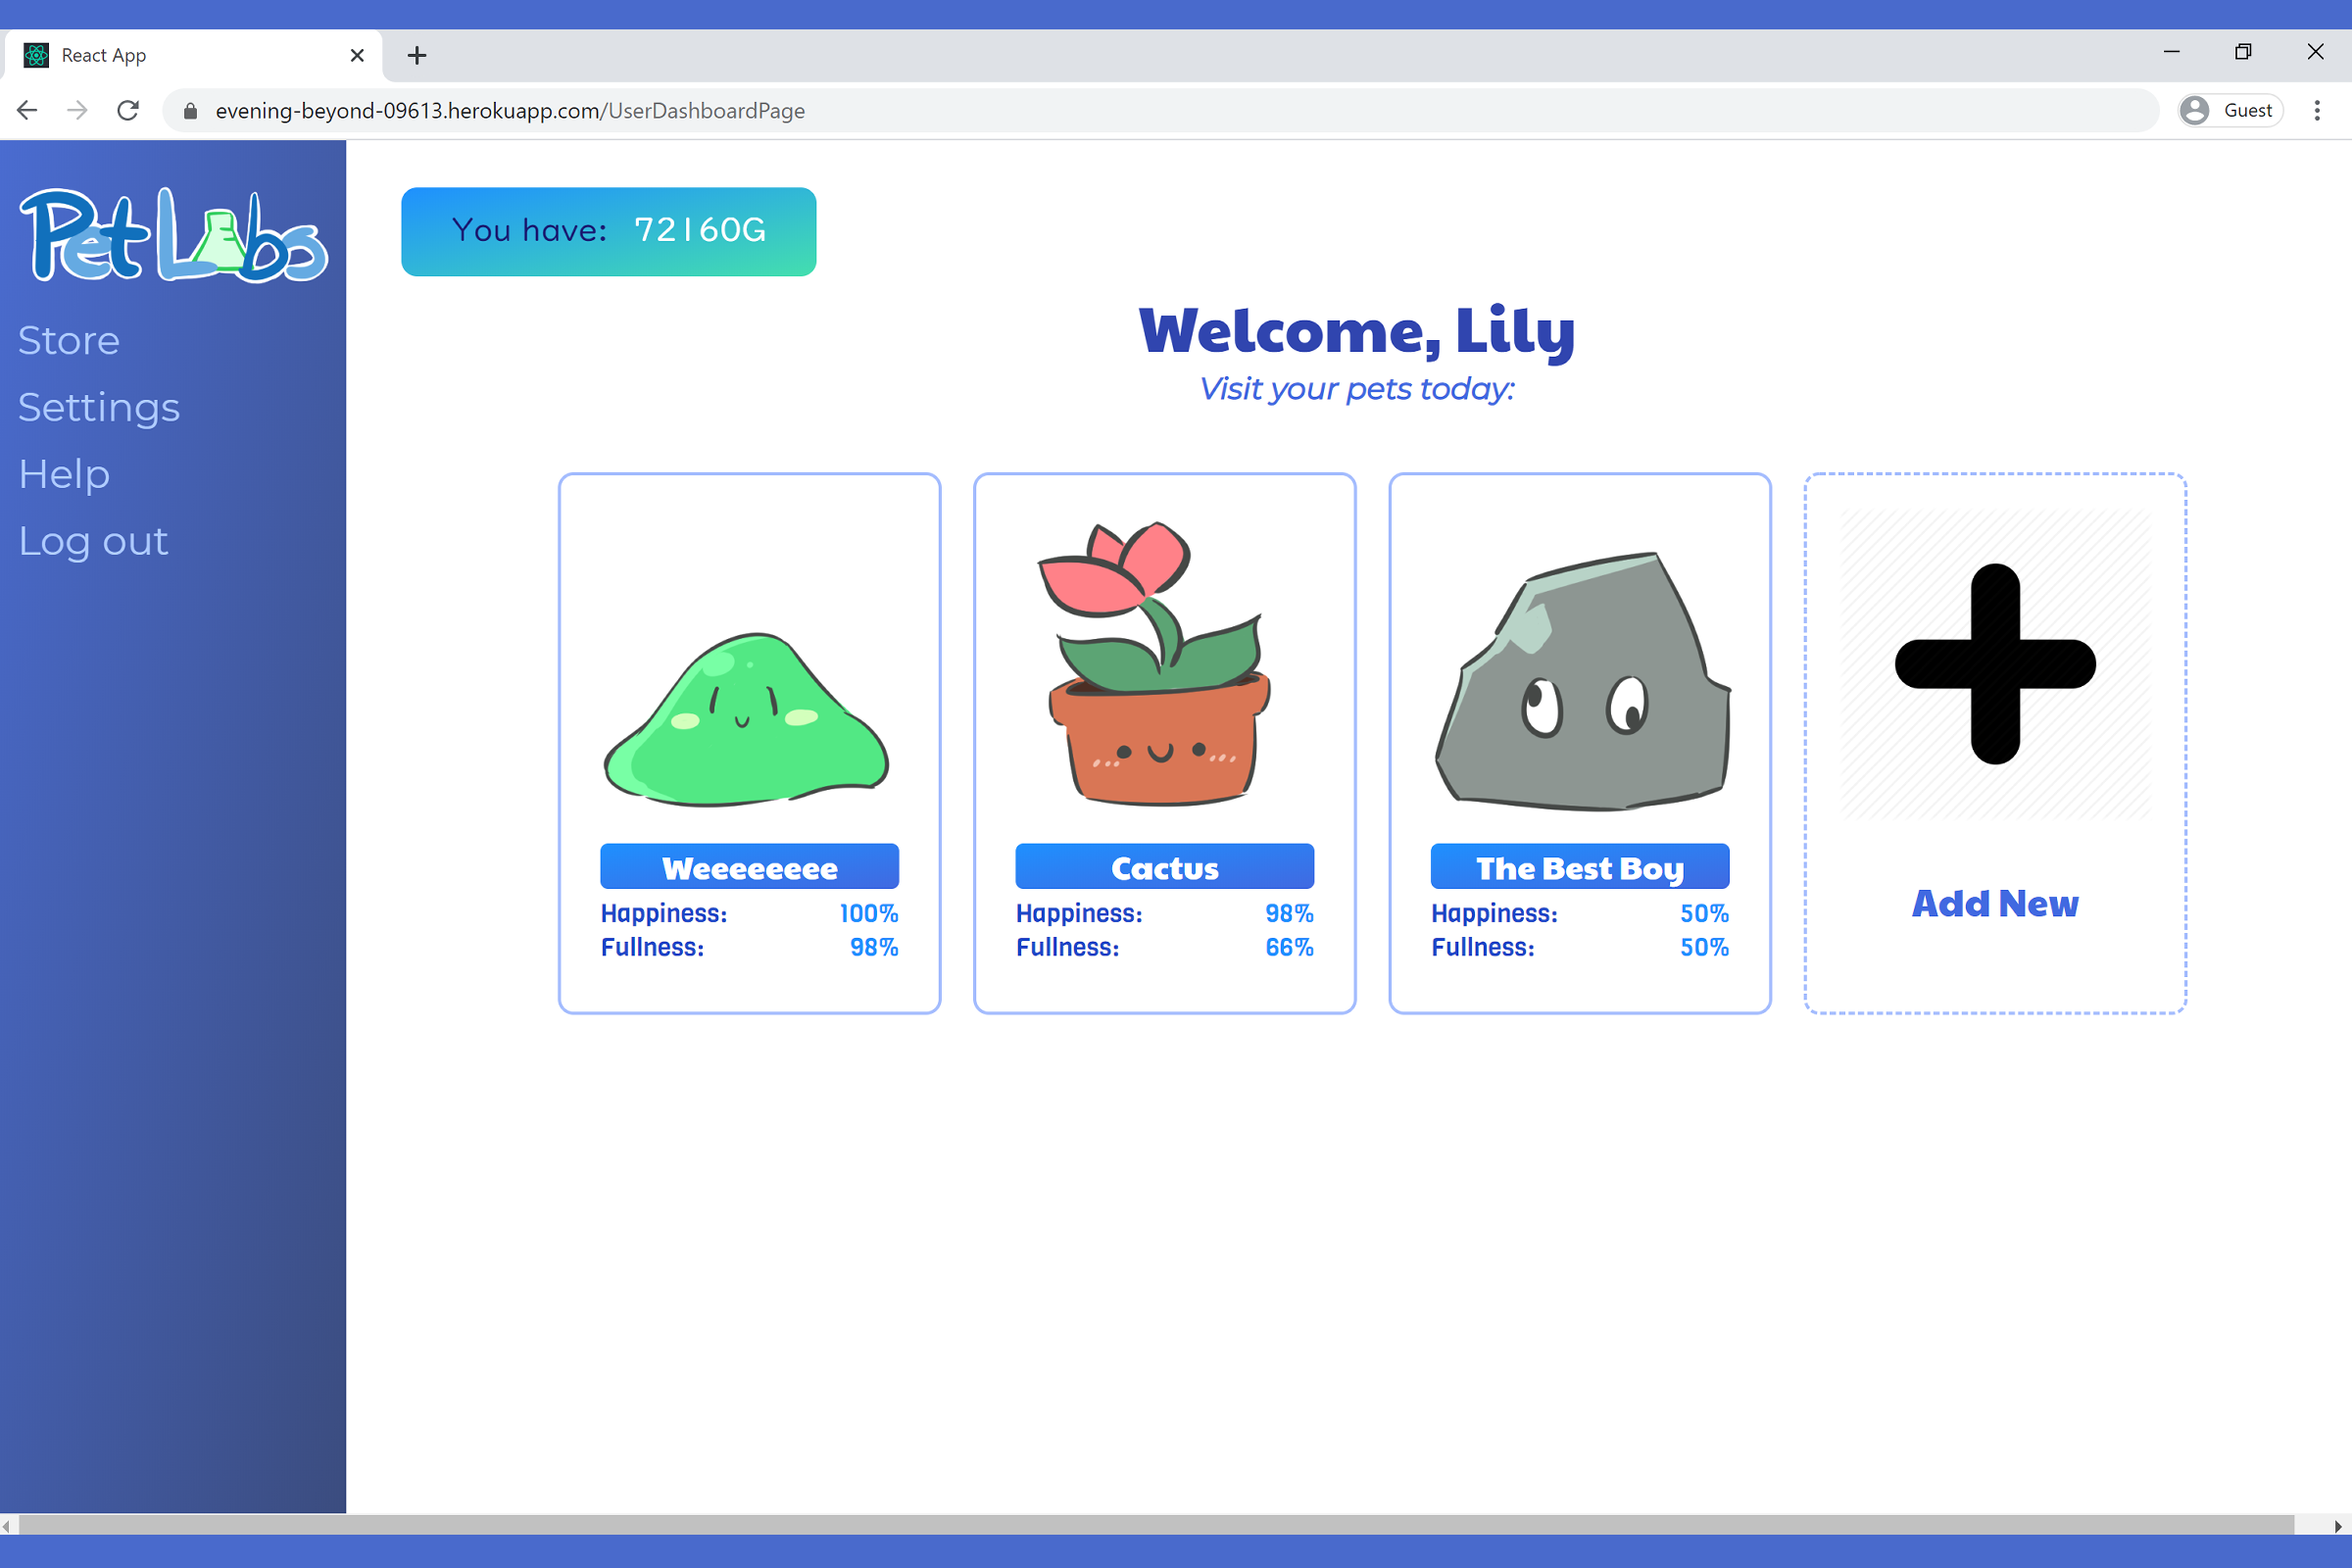 React App
evening-beyond-09613.herokuapp.com/UserDashboardPage
Guest
Pet Labs
Store
Settings
Help
Log out
You have: 72160G
Welcome, Lily
Visit your pets today:
Weeeeeeee
Happiness: 100%
Fullness: 98%
Cactus
Happiness: 98%
Fullness: 66%
The Best Boy
Happiness: 50%
Fullness: 50%
Add New